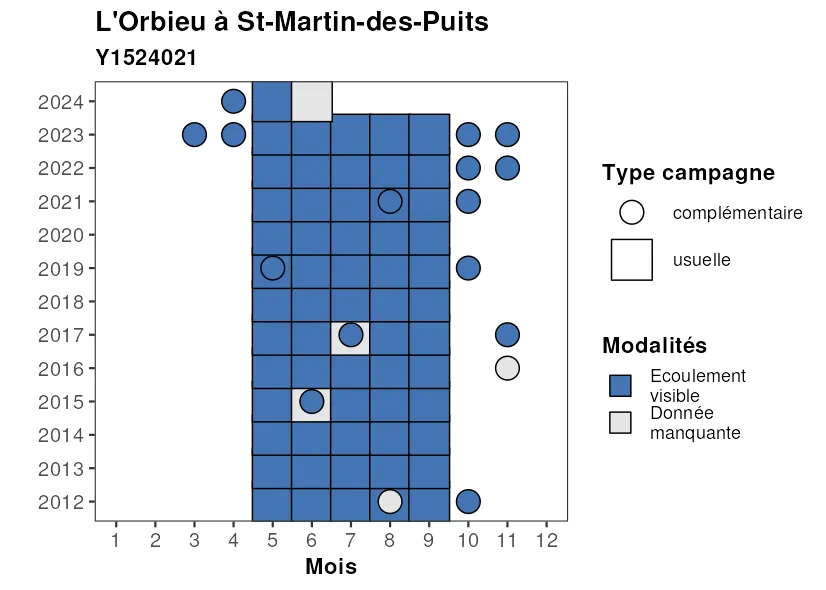 L'Orbieu à St-Martin-des-Puits
Y1524021
2024
2023
2022
2021
2020
2019
2018
2017
2016
2015
2014
2013
2012
1 2 3 4 5 6 7 8 9 10 11 12
Mois
Type campagne
complémentaire
usuelle
Modalités
Ecoulement
visible
Donnée
manquante